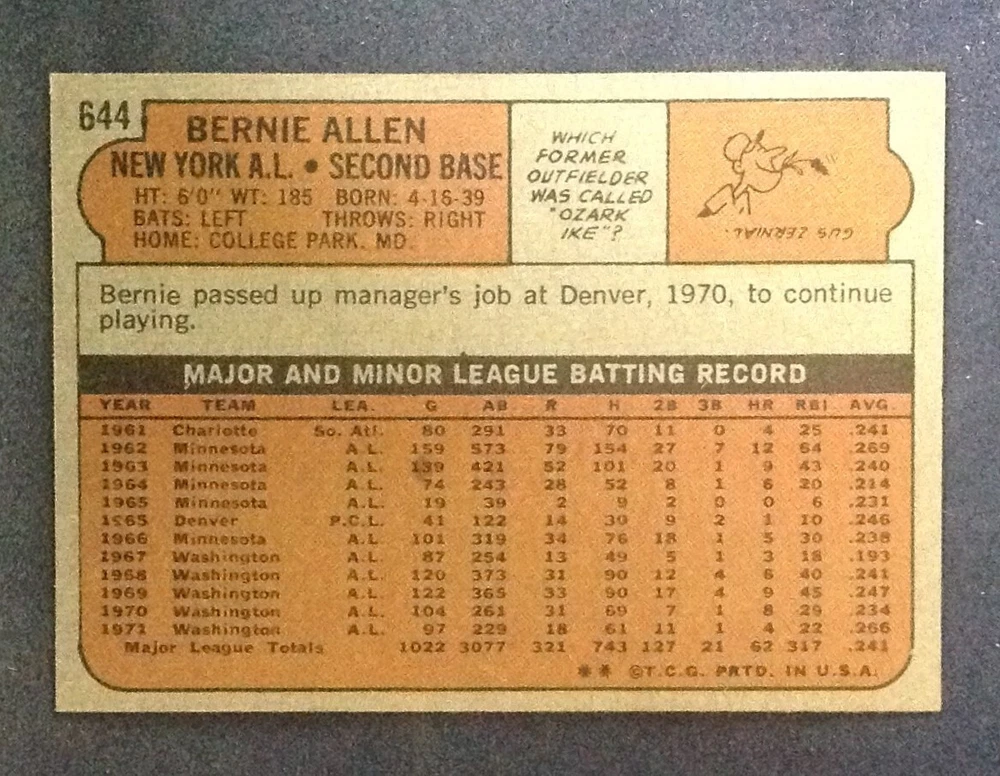 644
BERNIE ALLEN
NEW YORK A.L. • SECOND BASE
HT: 6'0" WT: 185 BORN: 4-16-39
BATS: LEFT THROWS: RIGHT
HOME: COLLEGE PARK, MD.
WHICH
FORMER
OUTFIELDER
WAS CALLED
"OZARK
IKE"?
GUS ZERNIAL.
Bernie passed up manager's job at Denver, 1970, to continue
playing.
MAJOR AND MINOR LEAGUE BATTING RECORD
YEAR TEAM LEA. G AB R H 2B 3B HR RBI AVG.
1961 Charlotte So. Atl. 80 291 33 70 11 0 4 25 .241
1962 Minnesota A.L. 159 573 79 154 27 7 12 64 .269
1963 Minnesota A.L. 139 421 52 101 20 1 9 43 .240
1964 Minnesota A.L. 74 243 28 52 8 1 6 20 .214
1965 Minnesota A.L. 19 39 2 9 2 0 0 6 .231
1965 Denver P.C.L. 41 122 14 30 9 2 1 10 .246
1966 Minnesota A.L. 101 319 34 76 18 1 5 30 .238
1967 Washington A.L. 87 254 13 49 5 1 3 18 .193
1968 Washington A.L. 120 373 31 90 12 4 6 40 .241
1969 Washington A.L. 122 365 33 90 17 4 9 45 .247
1970 Washington A.L. 104 261 31 69 7 1 8 29 .234
1971 Washington A.L. 97 229 18 61 11 1 4 22 .266
Major League Totals 1022 3077 321 743 127 21 62 317 .241
** ©T.C.G. PRTD. IN U.S.A.